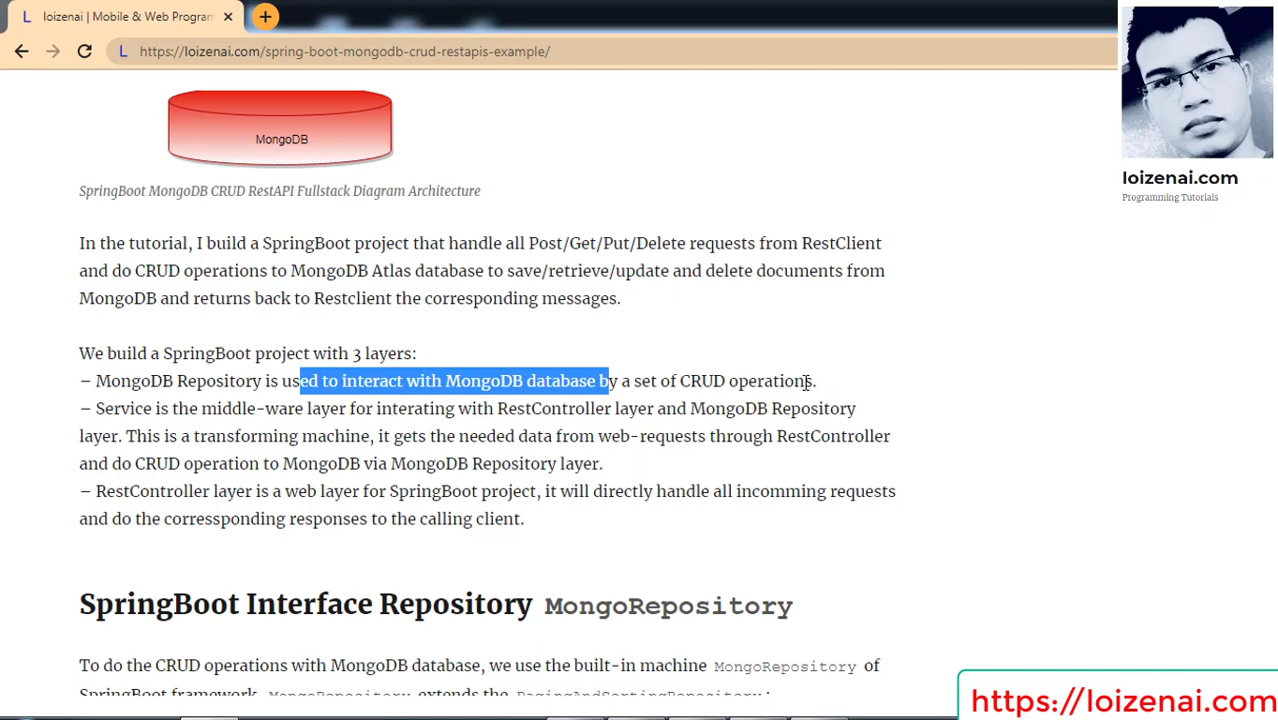 L loizenai | Mobile & Web Program
L https://loizenai.com/spring-boot-mongodb-crud-restapis-example/
MongoDB
SpringBoot MongoDB CRUD RestAPI Fullstack Diagram Architecture
In the tutorial, I build a SpringBoot project that handle all Post/Get/Put/Delete requests from RestClient
and do CRUD operations to MongoDB Atlas database to save/retrieve/update and delete documents from
MongoDB and returns back to Restclient the corresponding messages.
We build a SpringBoot project with 3 layers:
– MongoDB Repository is used to interact with MongoDB database by a set of CRUD operations.
– Service is the middle-ware layer for interating with RestController layer and MongoDB Repository
layer. This is a transforming machine, it gets the needed data from web-requests through RestController
and do CRUD operation to MongoDB via MongoDB Repository layer.
– RestController layer is a web layer for SpringBoot project, it will directly handle all incomming requests
and do the corressponding responses to the calling client.
SpringBoot Interface Repository MongoRepository
To do the CRUD operations with MongoDB database, we use the built-in machine MongoRepository of
SpringBoot framework. MongoRepository extends the PagingAndSortingRepository:
loizenai.com
Programming Tutorials
https://loizenai.com